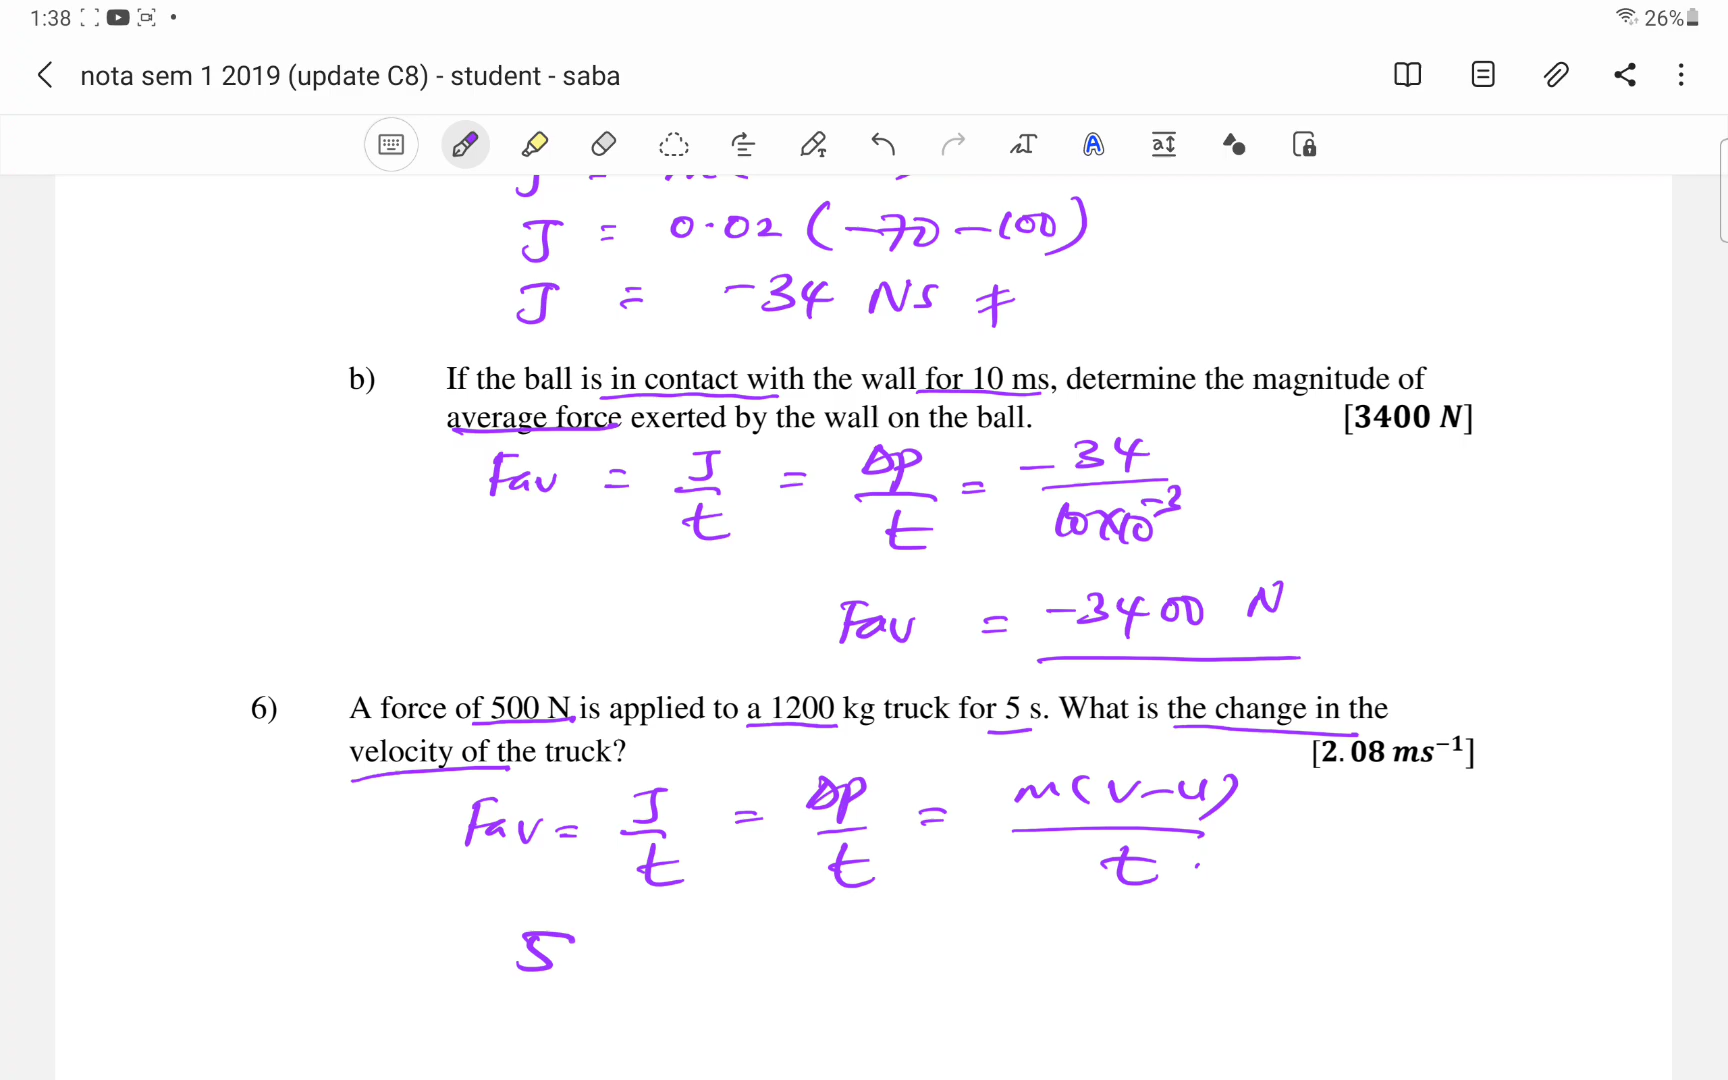 1:38
26%
nota sem 1 2019 (update C8) - student - saba
J = 0.02 (-70-100)
J = -34 Ns #
b) If the ball is in contact with the wall for 10 ms, determine the magnitude of
average force exerted by the wall on the ball. [3400 N]
Fav = J/t = Δp/t = -34/10x10⁻³
Fav = -3400 N
6) A force of 500 N is applied to a 1200 kg truck for 5 s. What is the change in the
velocity of the truck? [2.08 ms⁻¹]
Fav = J/t = Δp/t = m(v-u)/t.
5